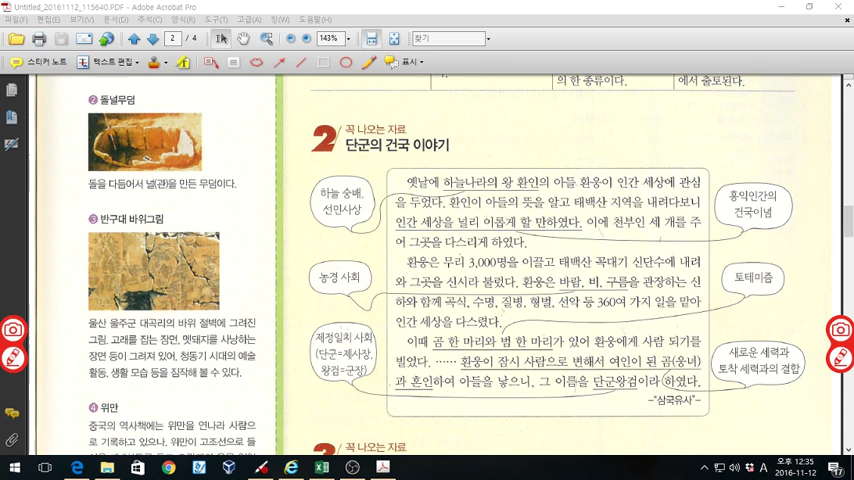 Untitled_20161112_115640.PDF - Adobe Acrobat Pro
파일(F) 편집(E) 보기(V) 문서(D) 주석(C) 양식(R) 도구(T) 고급(A) 창(W) 도움말(H)
2 / 4 143% 찾기
스티커 노트 텍스트 편집 표시
의 한 종류이다.
에서 출토된다.
❷ 돌널무덤
돌을 다듬어서 널(관)을 만든 무덤이다.
❸ 반구대 바위그림
울산 울주군 대곡리의 바위 절벽에 그려진
그림. 고래를 잡는 장면, 멧돼지를 사냥하는
장면 등이 그려져 있어, 청동기 시대의 예술
활동, 생활 모습 등을 짐작해 볼 수 있다.
❹ 위만
중국의 역사책에는 위만을 연나라 사람으
로 기록하고 있으나, 위만이 고조선으로 들
2 꼭 나오는 자료
단군의 건국 이야기
옛날에 하늘나라의 왕 환인의 아들 환웅이 인간 세상에 관심
을 두었다. 환인이 아들의 뜻을 알고 태백산 지역을 내려다보니
인간 세상을 널리 이롭게 할 만하였다. 이에 천부인 세 개를 주
어 그곳을 다스리게 하였다.
환웅은 무리 3,000명을 이끌고 태백산 꼭대기 신단수에 내려
와 그곳을 신시라 불렀다. 환웅은 바람, 비, 구름을 관장하는 신
하와 함께 곡식, 수명, 질병, 형벌, 선악 등 360여 가지 일을 맡아
인간 세상을 다스렸다.
이때 곰 한 마리와 범 한 마리가 있어 환웅에게 사람 되기를
빌었다. …… 환웅이 잠시 사람으로 변해서 여인이 된 곰(웅녀)
과 혼인하여 아들을 낳으니, 그 이름을 단군왕검이라 하였다.
-“삼국유사”-
하늘 숭배,
선민사상
농경 사회
제정일치 사회
(단군=제사장,
왕검=군장)
홍익인간의
건국이념
토테미즘
새로운 세력과
토착 세력과의 결합
꼭 나오는 자료
A 오후 12:35
2016-11-12
17